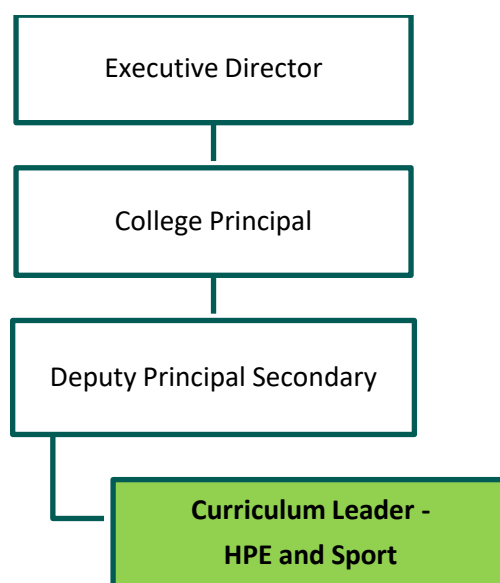 Executive Director
College Principal
Deputy Principal Secondary
Curriculum Leader -
HPE and Sport